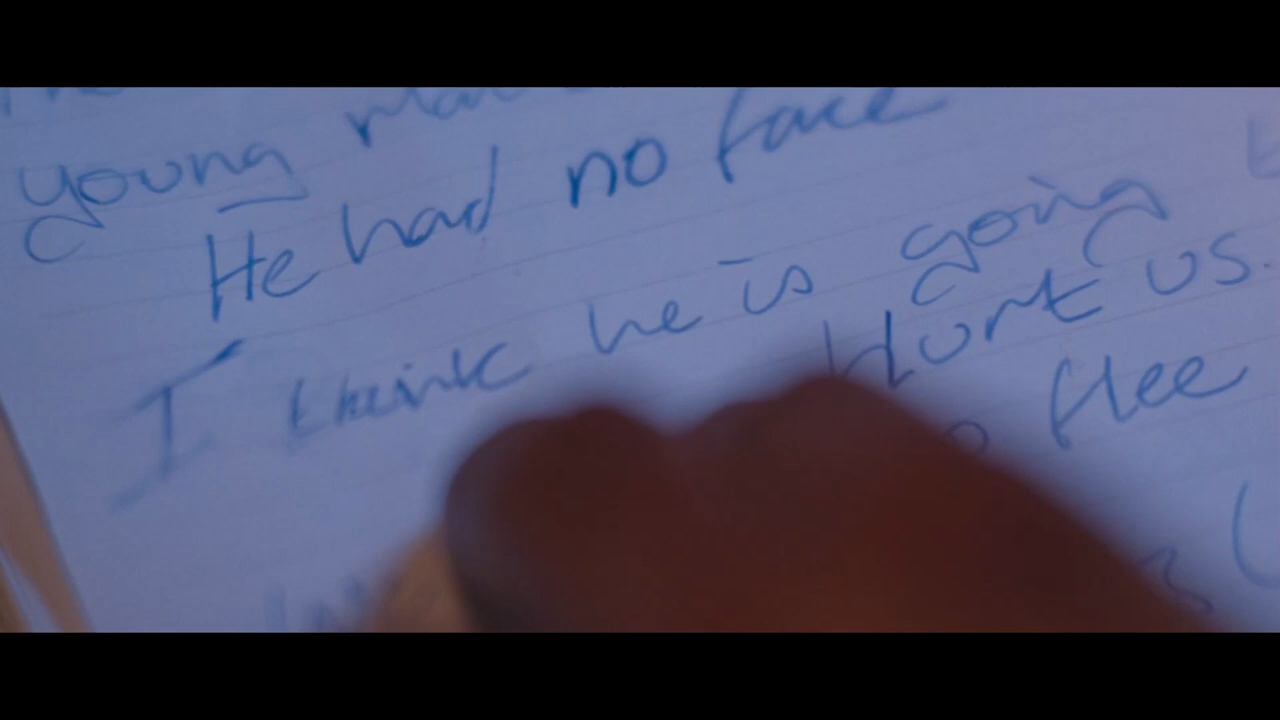 young
He had no face
I think he is going
Hurt us.
flee